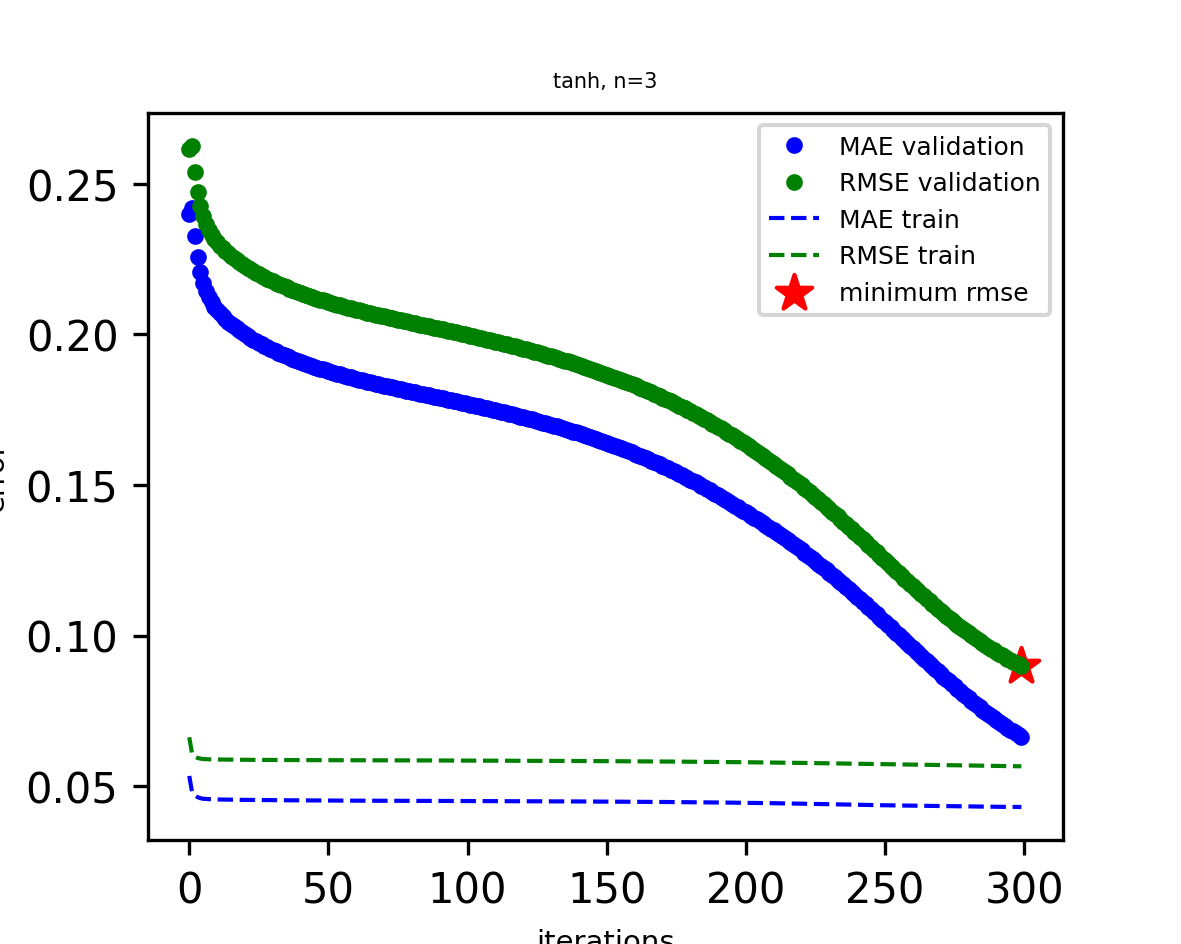 tanh, n=3
MAE validation
RMSE validation
MAE train
RMSE train
minimum rmse
0.25
0.20
0.15
0.10
0.05
0 50 100 150 200 250 300
iterations